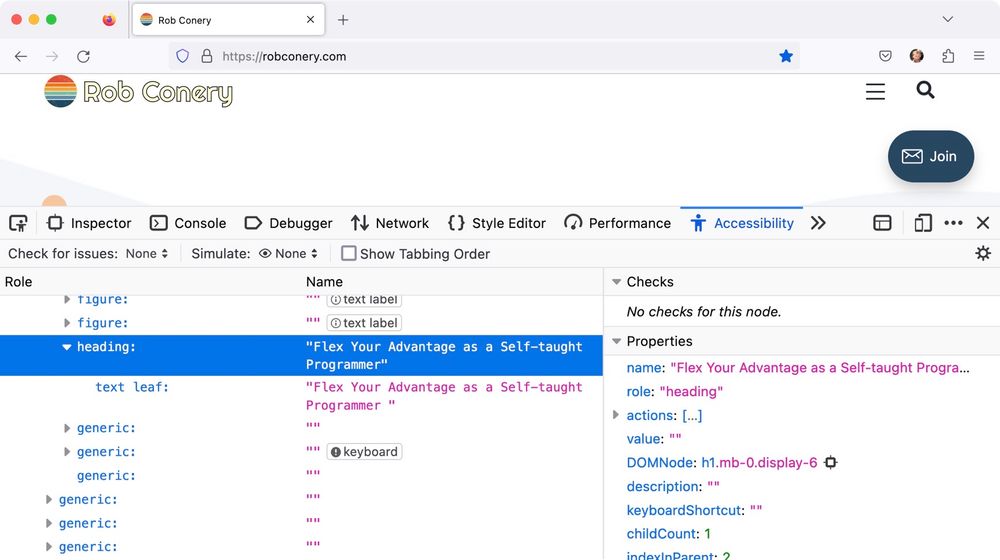 Rob Conery
https://robconery.com
Rob Conery
Join
Inspector Console Debugger Network Style Editor Performance Accessibility
Check for issues: None Simulate: None Show Tabbing Order
Role Name Checks
figure: "" text label
No checks for this node.
figure: "" text label
Properties
heading: "Flex Your Advantage as a Self-taught
Programmer"
name: "Flex Your Advantage as a Self-taught Progra...
text leaf: "Flex Your Advantage as a Self-taught
Programmer "
role: "heading"
actions: […]
generic: ""
value: ""
generic: "" keyboard
DOMNode: h1.mb-0.display-6
generic: ""
description: ""
generic: ""
keyboardShortcut: ""
generic: ""
childCount: 1
generic: ""
indexInParent: 2